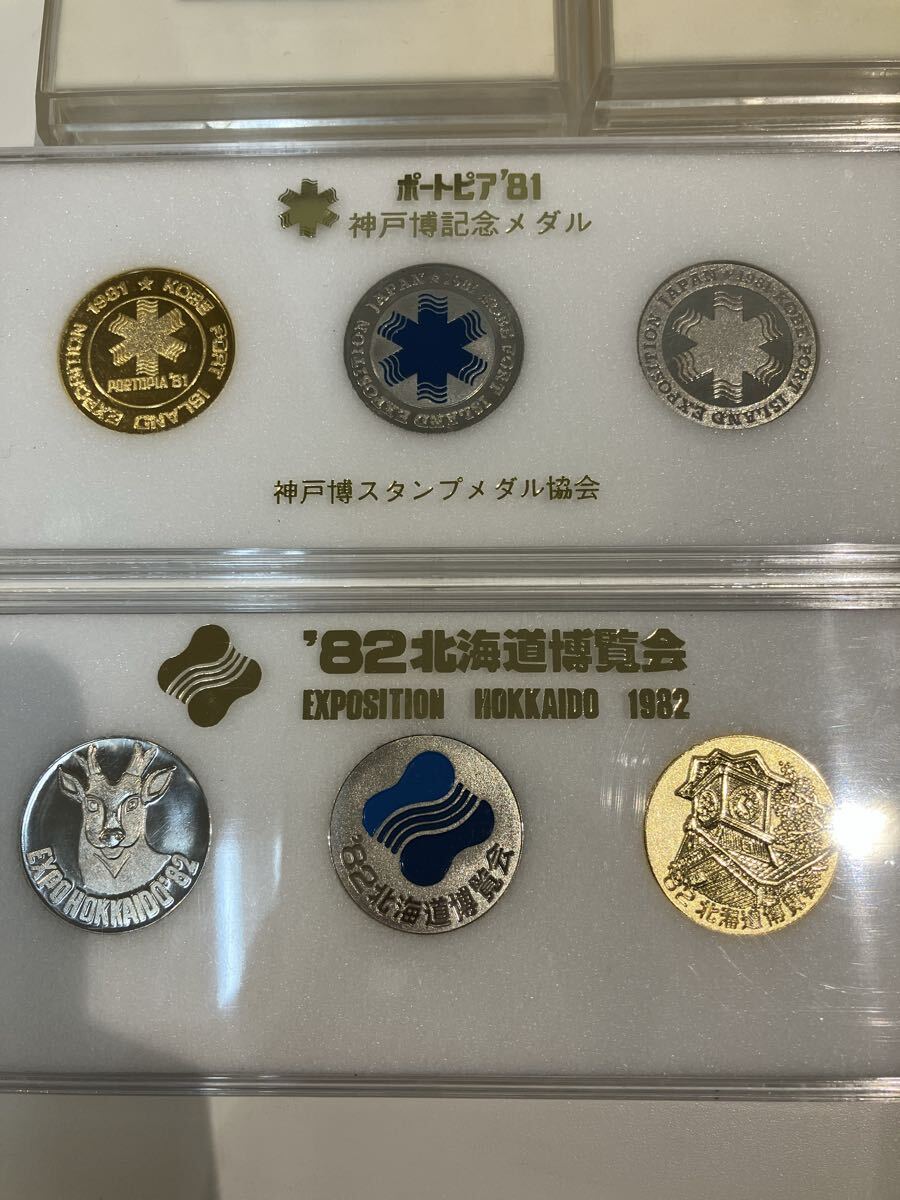 ポートピア'81
神戸博記念メダル
KOBE PORT ISLAND EXPOSITION 1981 ★
PORTOPIA '81
JAPAN ★ 1981 KOBE PORT ISLAND EXPOSITION
JAPAN ★ 1981 KOBE PORT ISLAND EXPOSITION
神戸博スタンプメダル協会
'82北海道博覧会
EXPOSITION HOKKAIDO 1982
EXPO HOKKAIDO '82
'82北海道博覧会
'82北海道博覧会